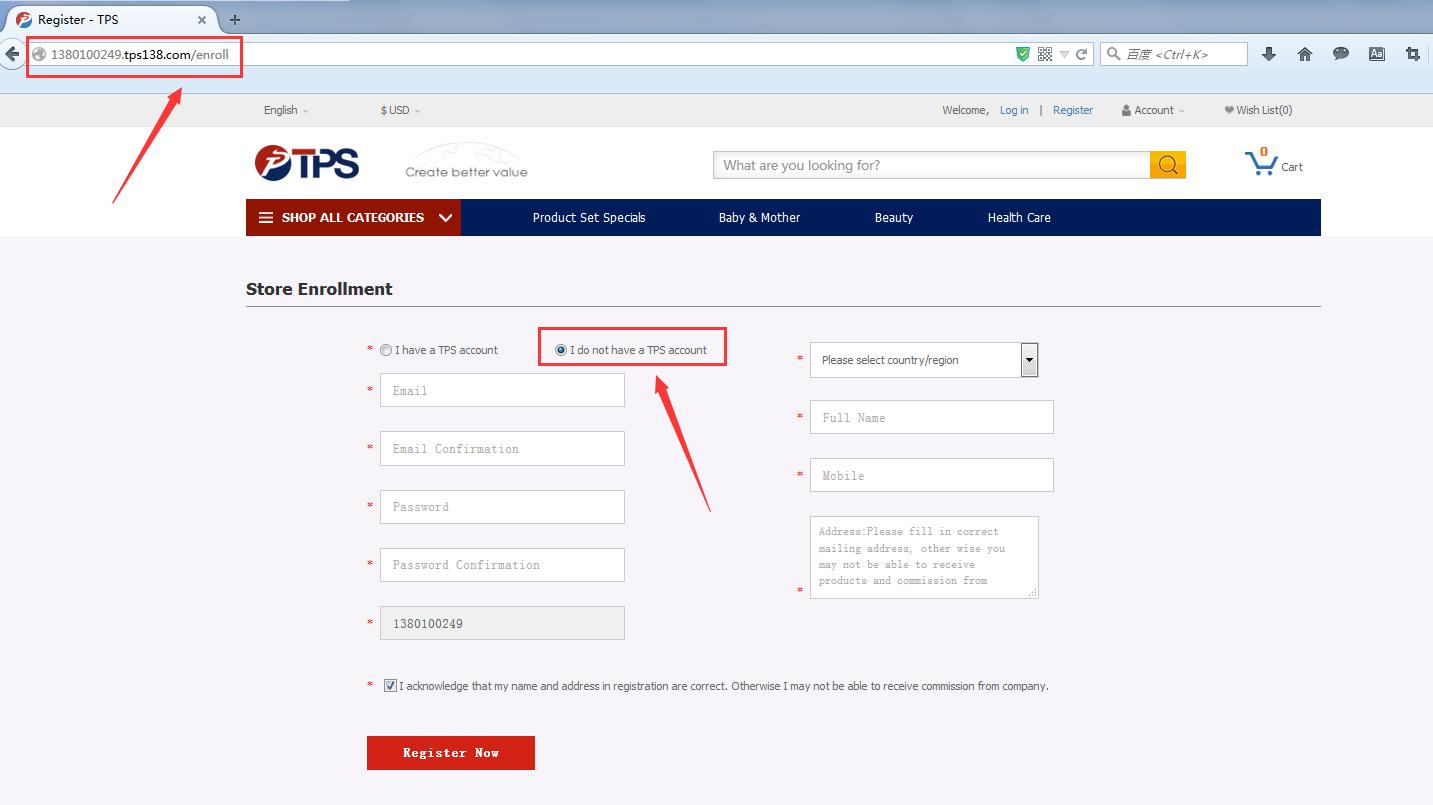 Register - TPS
1380100249.tps138.com/enroll
百度 <Ctrl+K>
English
$ USD
Welcome, Log in | Register
Account
Wish List(0)
TPS
Create better value
What are you looking for?
0
Cart
SHOP ALL CATEGORIES
Product Set Specials
Baby & Mother
Beauty
Health Care
Store Enrollment
* I have a TPS account
I do not have a TPS account
* Please select country/region
* Email
* Full Name
* Email Confirmation
* Mobile
* Password
Address:Please fill in correct
mailing address, other wise you
may not be able to receive
products and commission from
*
* Password Confirmation
* 1380100249
* I acknowledge that my name and address in registration are correct. Otherwise I may not be able to receive commission from company.
Register Now